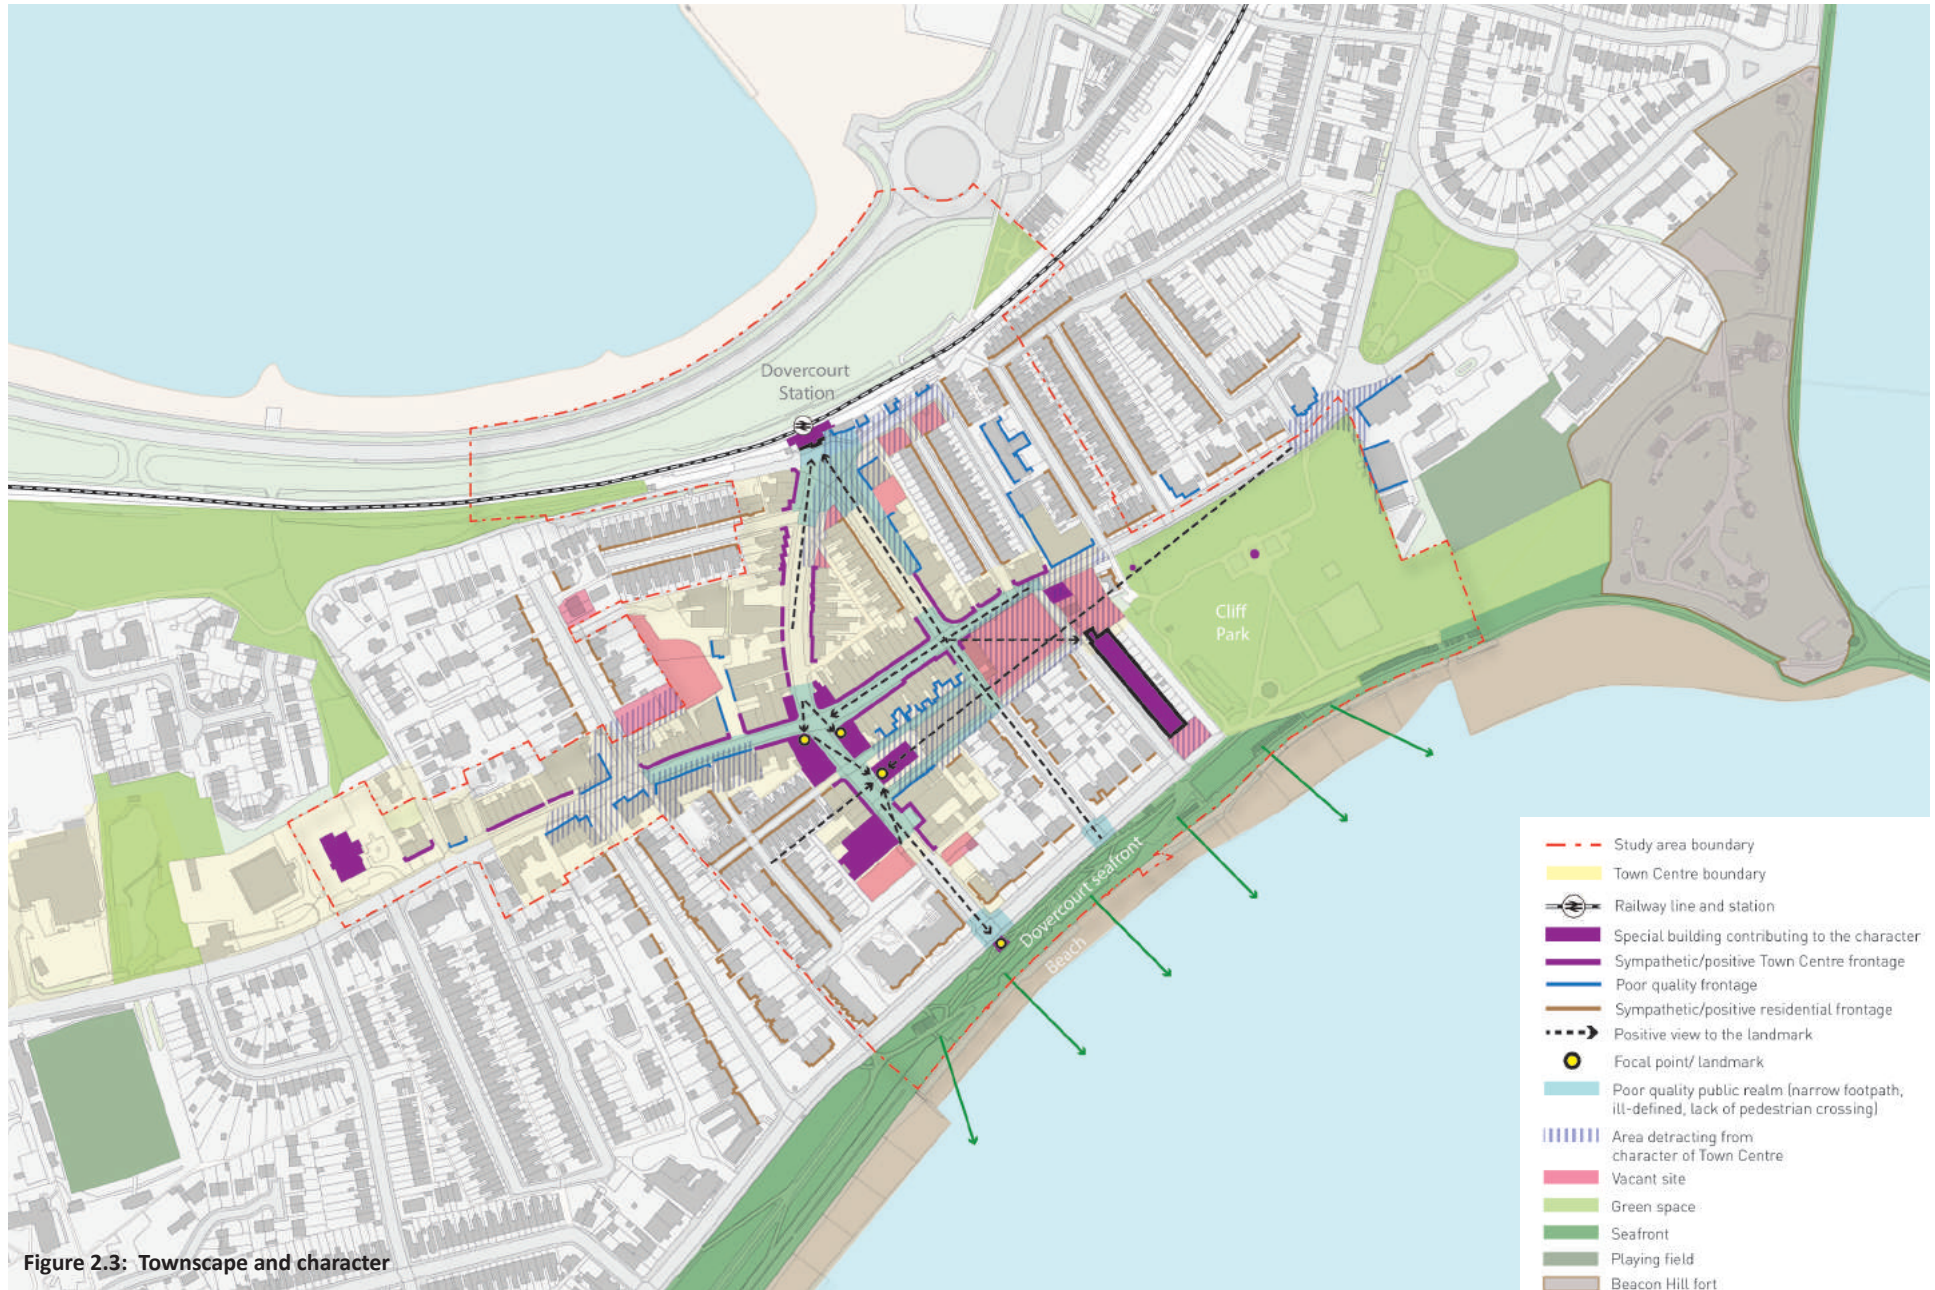 Dovercourt
Station
Cliff
Park
Dovercourt seafront
Beach
Study area boundary
Town Centre boundary
Railway line and station
Special building contributing to the character
Sympathetic/positive Town Centre frontage
Poor quality frontage
Sympathetic/positive residential frontage
Positive view to the landmark
Focal point/ landmark
Poor quality public realm (narrow footpath,
ill-defined, lack of pedestrian crossing)
Area detracting from
character of Town Centre
Vacant site
Green space
Seafront
Playing field
Beacon Hill fort
Figure 2.3: Townscape and character